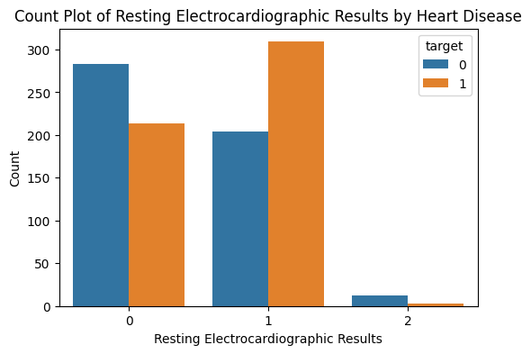 Count Plot of Resting Electrocardiographic Results by Heart Disease
target
0
1
300
250
200
150
100
50
0
Count
0 1 2
Resting Electrocardiographic Results